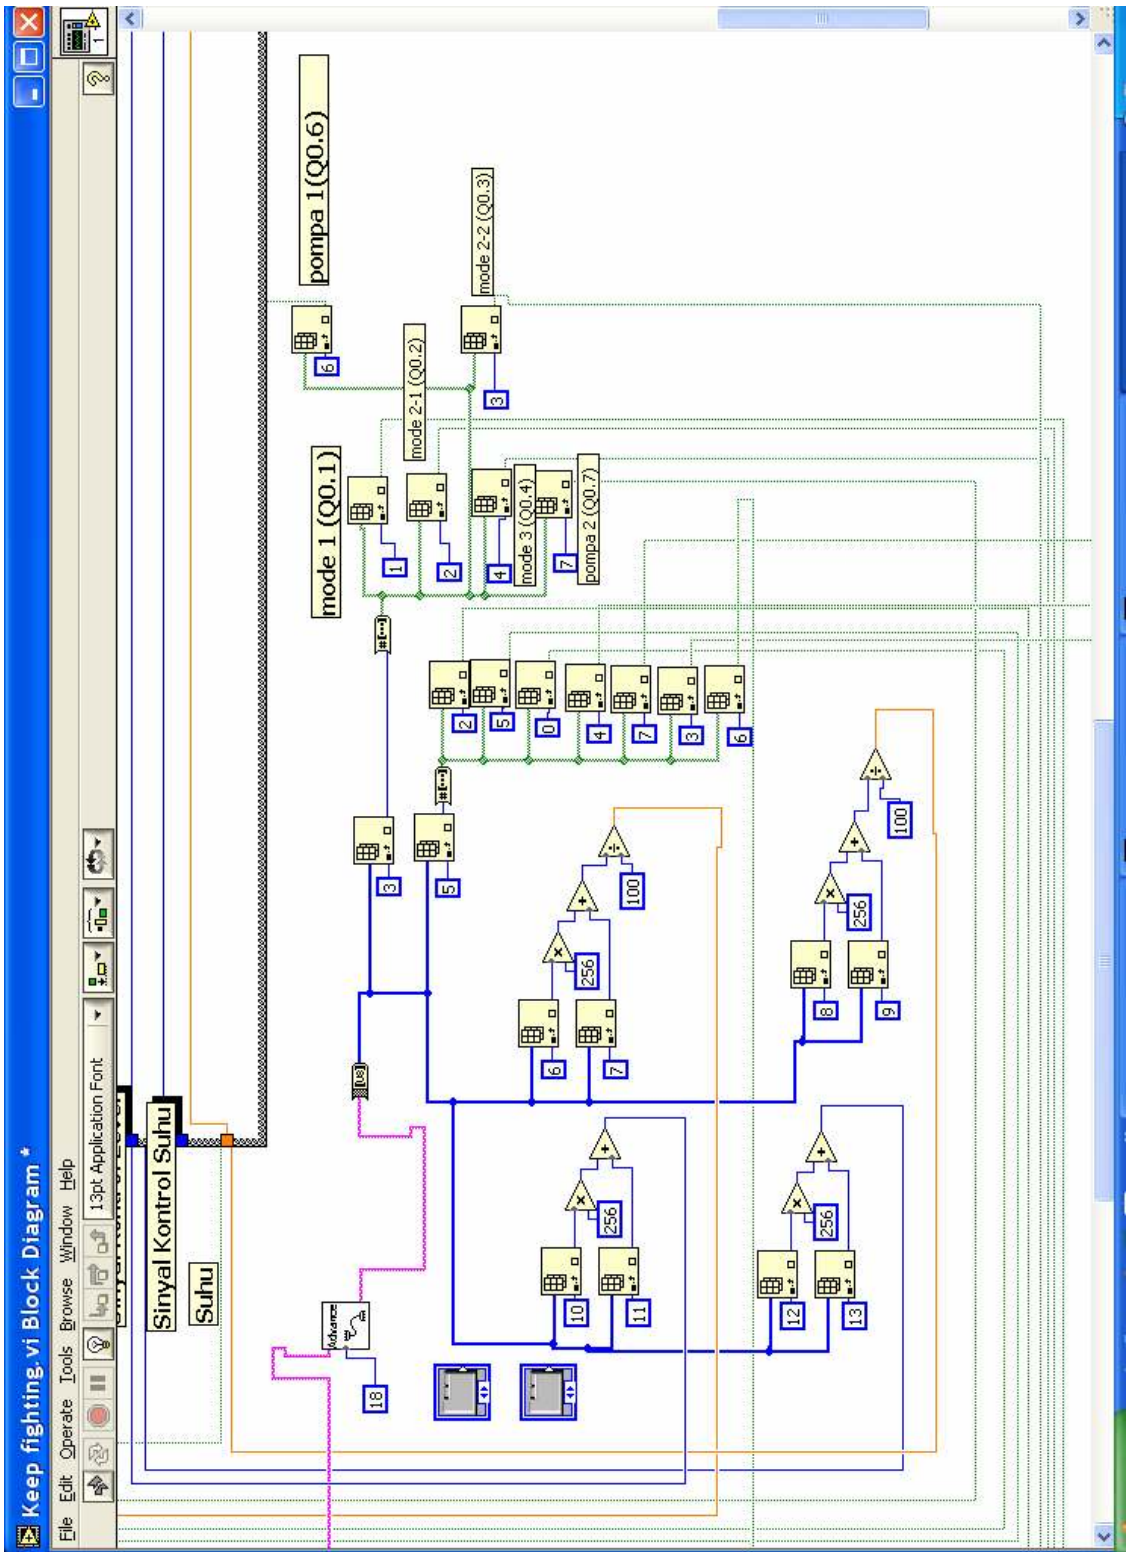 Keep fighting.vi Block Diagram *
File Edit Operate Tools Browse Window Help
13pt Application Font
1
Sinyal Kontrol Suhu
Suhu
pompa 1(Q0.6)
6
mode 1 (Q0.1)
1
mode 2-1 (Q0.2)
2
mode 2-2 (Q0.3)
3
4
mode 3 (Q0.4)
7
pompa 2 (Q0.7)
#[...]
Advance
18
[U8]
3
5
#[...]
2
5
0
4
7
3
6
6
7
256
100
8
9
256
100
10
11
256
12
13
256